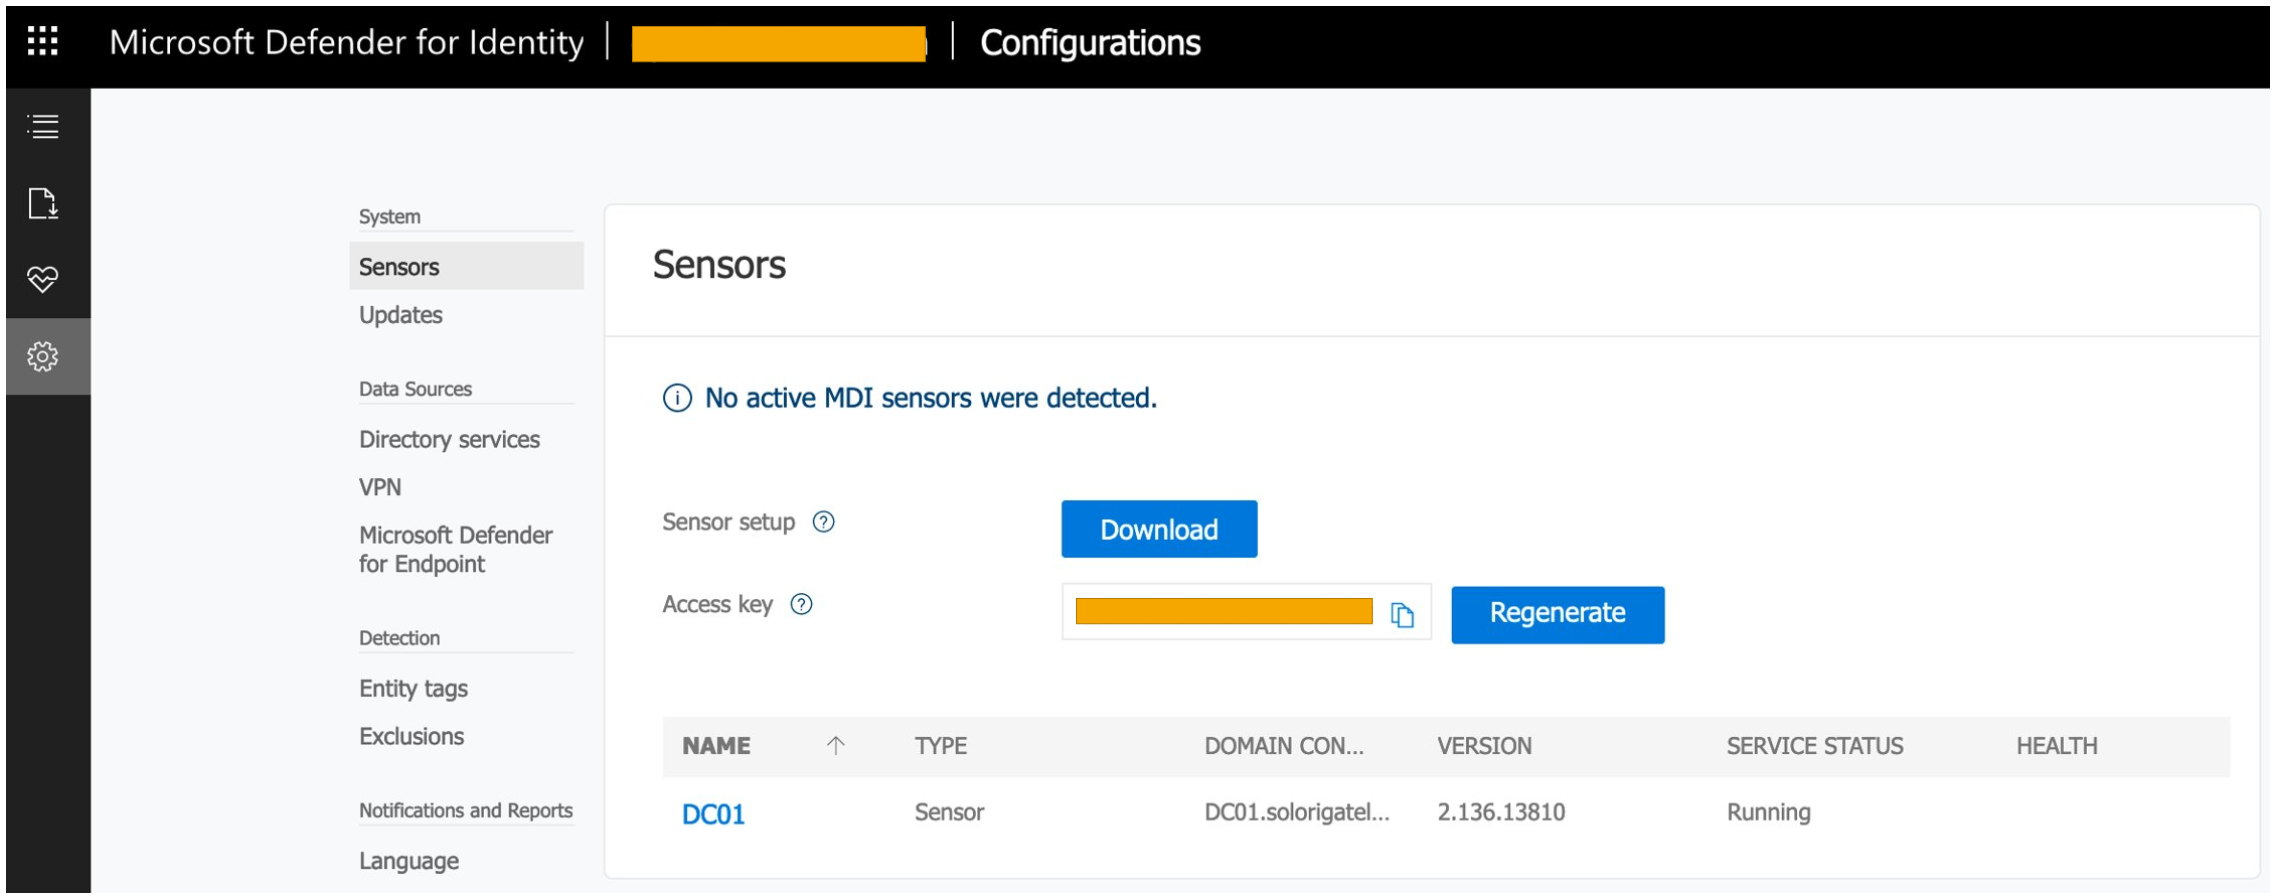 Microsoft Defender for Identity | | Configurations
System
Sensors
Updates
Data Sources
Directory services
VPN
Microsoft Defender
for Endpoint
Detection
Entity tags
Exclusions
Notifications and Reports
Language
Sensors
No active MDI sensors were detected.
Sensor setup
Download
Access key
Regenerate
NAME TYPE DOMAIN CON... VERSION SERVICE STATUS HEALTH
DC01 Sensor DC01.solorigatel... 2.136.13810 Running